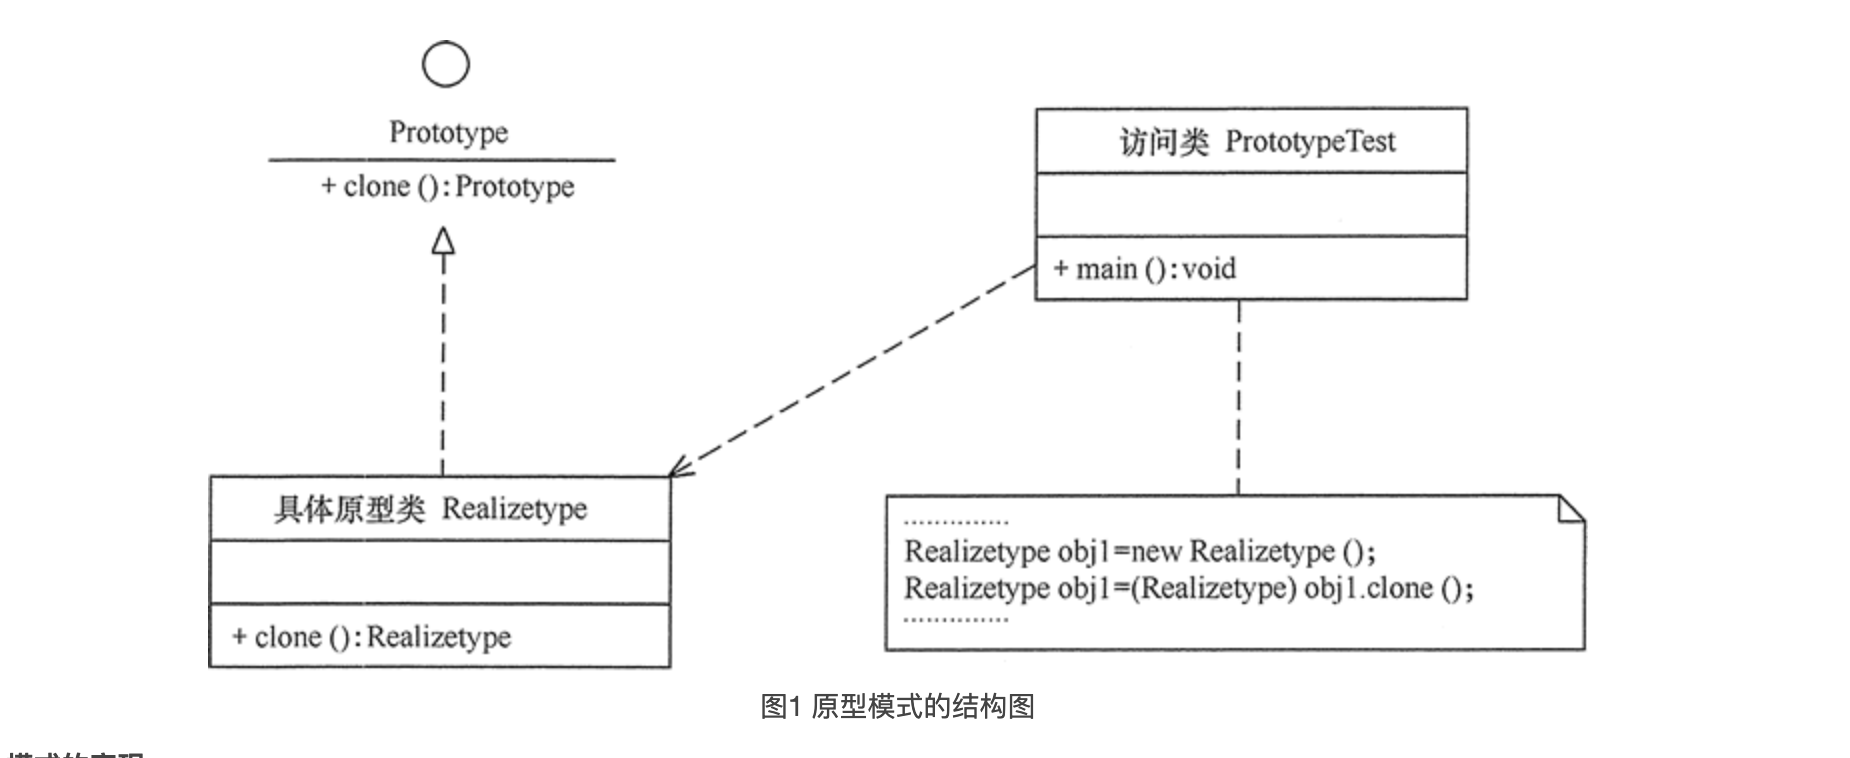 Prototype
+ clone ():Prototype
访问类 PrototypeTest
+ main ():void
具体原型类 Realizetype
+ clone ():Realizetype
..............
Realizetype obj1=new Realizetype ();
Realizetype obj1=(Realizetype) obj1.clone ();
..............
图1 原型模式的结构图